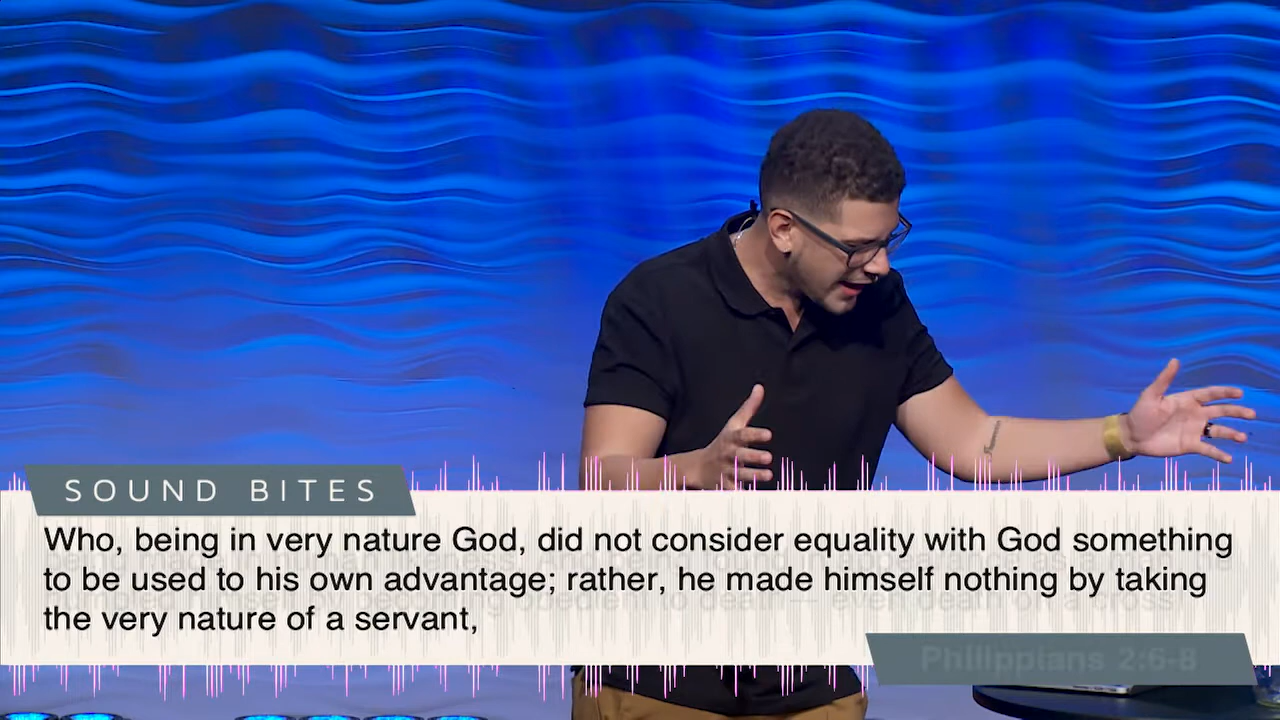 SOUND BITES
Who, being in very nature God, did not consider equality with God something
to be used to his own advantage; rather, he made himself nothing by taking
the very nature of a servant,
Philippians 2:6-8